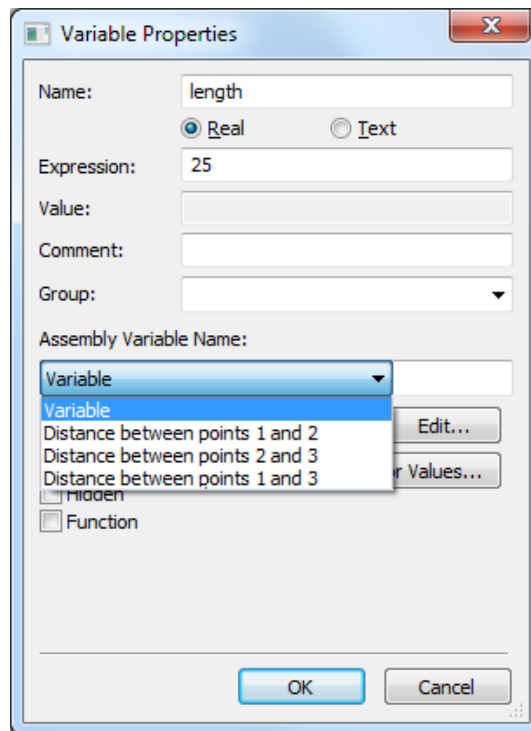 Variable Properties
Name: length
Real Text
Expression: 25
Value:
Comment:
Group:
Assembly Variable Name:
Variable
Variable
Distance between points 1 and 2 Edit...
Distance between points 2 and 3
Distance between points 1 and 3 r Values...
Hidden
Function
OK Cancel